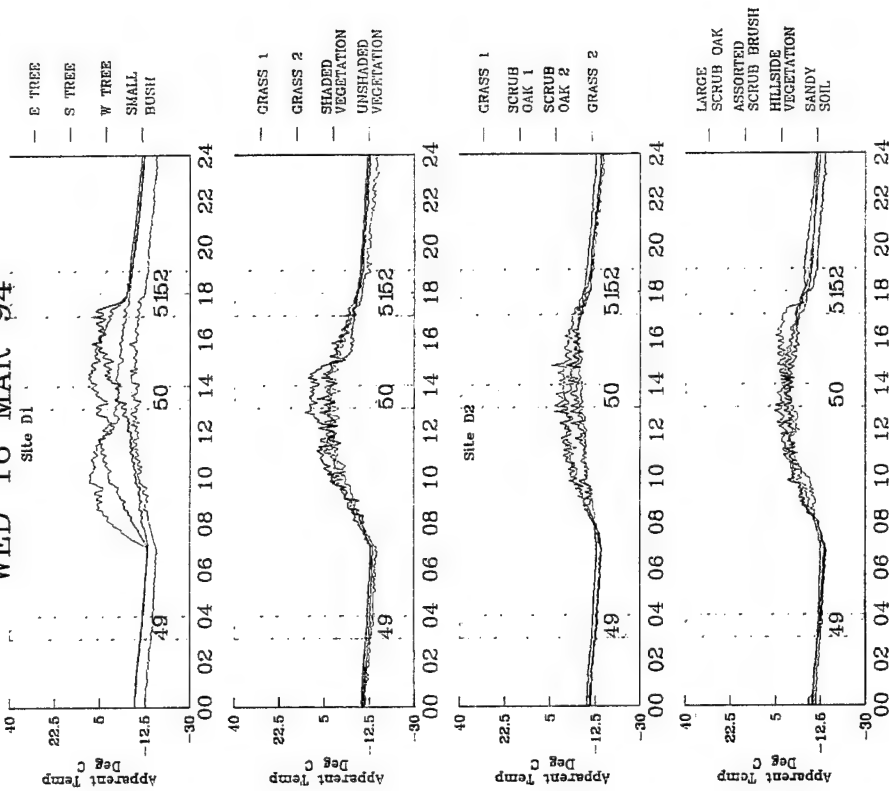 WED 16 MAR 94
Site D1
40
22.5
5
-12.5
-30
Apparent Temp
Deg C
49
50
5152
00 02 04 06 08 10 12 14 16 18 20 22 24
E TREE
S TREE
W TREE
SMALL
BUSH
40
22.5
5
-12.5
-30
Apparent Temp
Deg C
49
50
5152
00 02 04 06 08 10 12 14 16 18 20 22 24
GRASS 1
GRASS 2
SHADED
VEGETATION
UNSHADED
VEGETATION
Site D2
40
22.5
5
-12.5
-30
Apparent Temp
Deg C
49
50
5152
00 02 04 06 08 10 12 14 16 18 20 22 24
GRASS 1
SCRUB
OAK 1
SCRUB
OAK 2
GRASS 2
40
22.5
5
-12.5
-30
Apparent Temp
Deg C
49
50
5152
00 02 04 06 08 10 12 14 16 18 20 22 24
LARGE
SCRUB OAK
ASSORTED
SCRUB BRUSH
HILLSIDE
VEGETATION
SANDY
SOIL